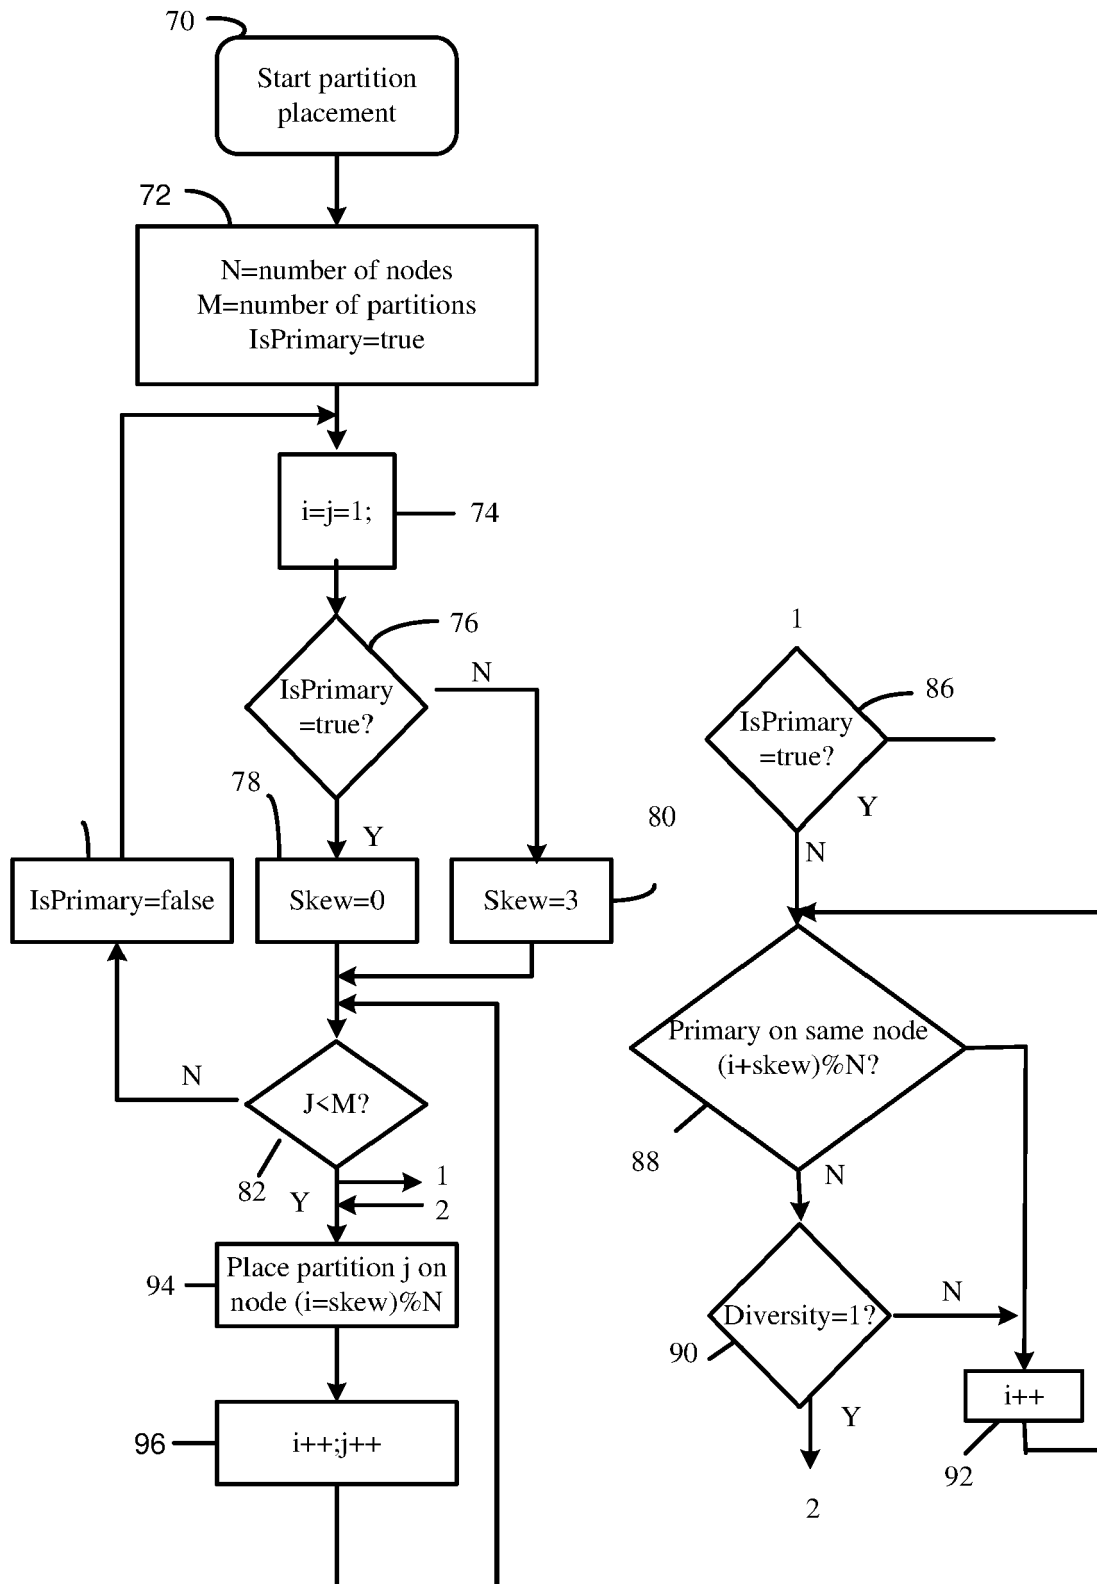 70
Start partition
placement
72
N=number of nodes
M=number of partitions
IsPrimary=true
i=j=1;
74
76
IsPrimary
=true?
N
Y
78
Skew=0
80
Skew=3
IsPrimary=false
N
J<M?
82
Y
1
2
94
Place partition j on
node (i=skew)%N
96
i++;j++
1
86
IsPrimary
=true?
Y
N
Primary on same node
(i+skew)%N?
88
N
Diversity=1?
90
N
Y
i++
92
2